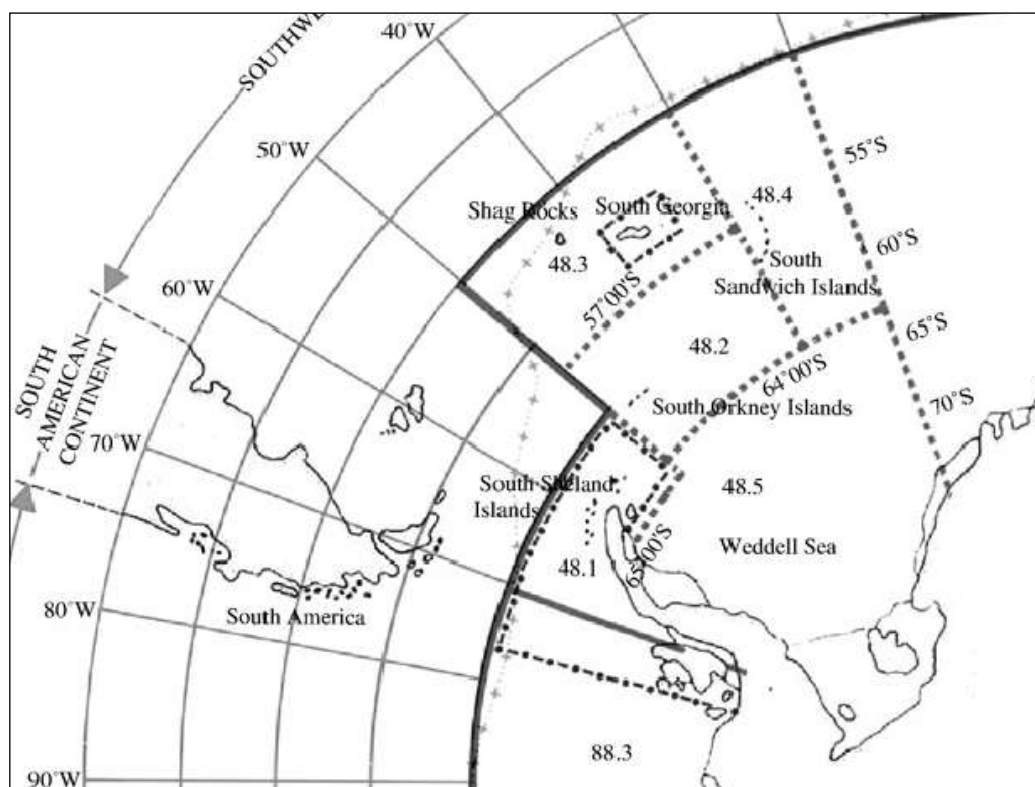 SOUTHWE
40°W
50°W
60°W
70°W
80°W
90°W
SOUTH
AMERICAN
CONTINENT
Shag Rocks
South Georgia
48.3
48.4
55°S
60°S
65°S
70°S
57°00'S
South
Sandwich Islands
48.2
64°00'S
South Orkney Islands
South Shetland
Islands
48.5
Weddell Sea
48.1
65°00'S
South America
88.3